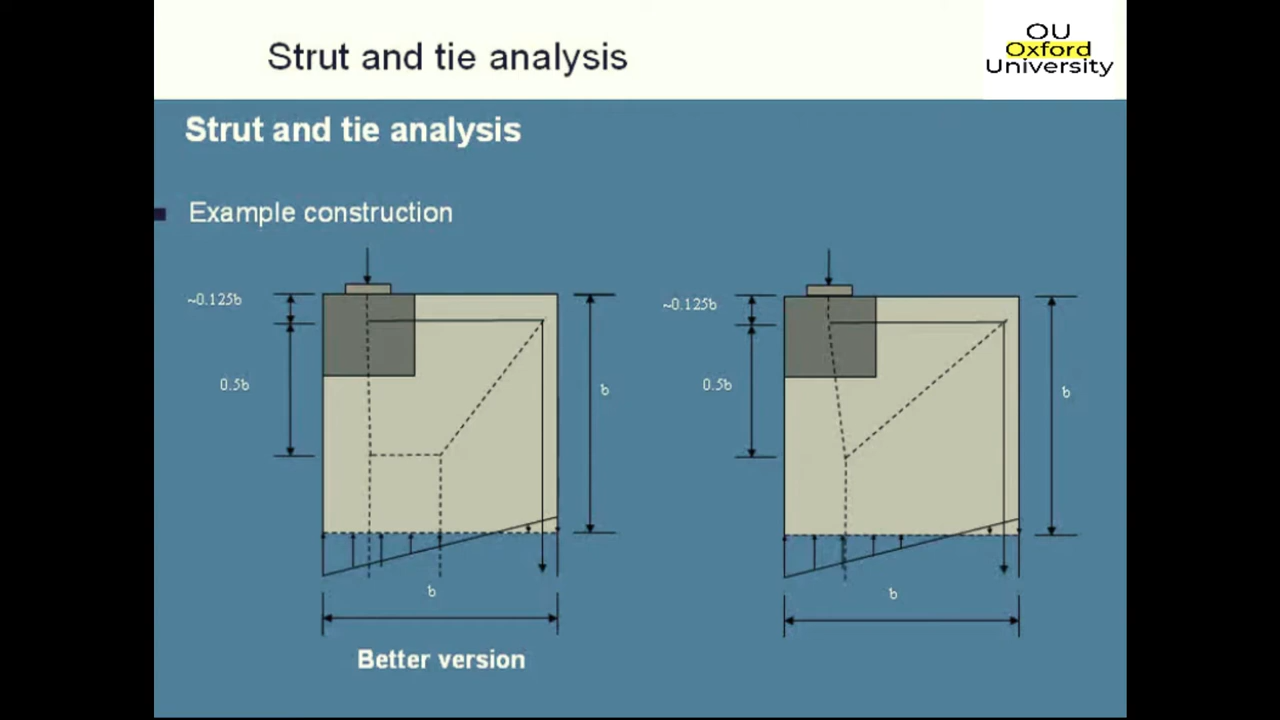 Strut and tie analysis
OU
Oxford
University
Strut and tie analysis
Example construction
~0.125b
0.5b
b
b
~0.125b
0.5b
b
b
Better version